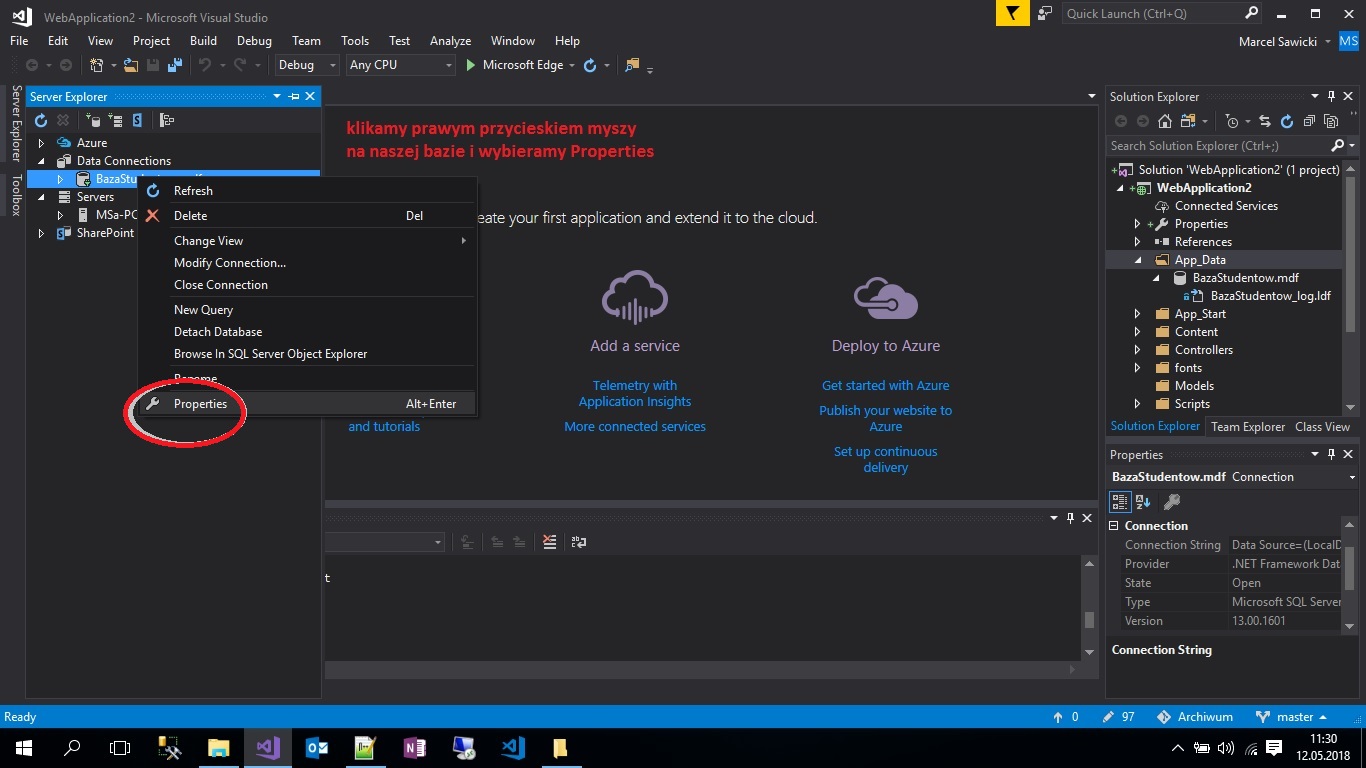 WebApplication2 - Microsoft Visual Studio
Quick Launch (Ctrl+Q)
File Edit View Project Build Debug Team Tools Test Analyze Window Help
Marcel Sawicki MS
Debug Any CPU Microsoft Edge
Server Explorer
Toolbox
Server Explorer
Azure
Data Connections
Servers
MSa-PC
SharePoint
Refresh
Delete Del
Change View
Modify Connection...
Close Connection
New Query
Detach Database
Browse In SQL Server Object Explorer
Rename
Properties Alt+Enter
klikamy prawym przycieskiem myszy
na naszej bazie i wybieramy Properties
eate your first application and extend it to the cloud.
Add a service
Telemetry with
Application Insights
More connected services
Deploy to Azure
Get started with Azure
Publish your website to
Azure
Set up continuous
delivery
and tutorials
t
Solution Explorer
Search Solution Explorer (Ctrl+;)
Solution 'WebApplication2' (1 project)
WebApplication2
Connected Services
Properties
References
App_Data
BazaStudentow.mdf
BazaStudentow_log.ldf
App_Start
Content
Controllers
fonts
Models
Scripts
Solution Explorer Team Explorer Class View
Properties
BazaStudentow.mdf Connection
Connection
Connection String Data Source=(LocalD
Provider .NET Framework Dat
State Open
Type Microsoft SQL Server
Version 13.00.1601
Connection String
Ready
0 97 Archiwum master
11:30
12.05.2018